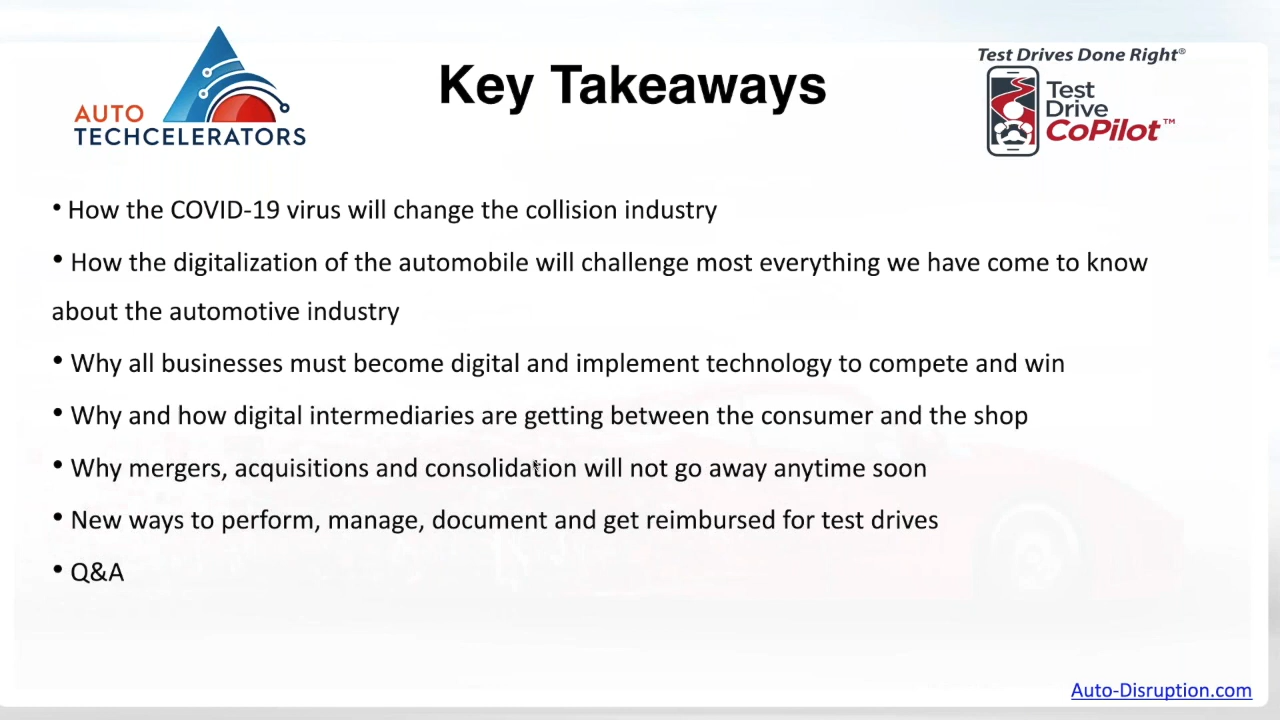 AUTO
TECHCELERATORS
Key Takeaways
Test Drives Done Right®
Test
Drive
CoPilot™
• How the COVID-19 virus will change the collision industry
• How the digitalization of the automobile will challenge most everything we have come to know
about the automotive industry
• Why all businesses must become digital and implement technology to compete and win
• Why and how digital intermediaries are getting between the consumer and the shop
• Why mergers, acquisitions and consolidation will not go away anytime soon
• New ways to perform, manage, document and get reimbursed for test drives
• Q&A
Auto-Disruption.com